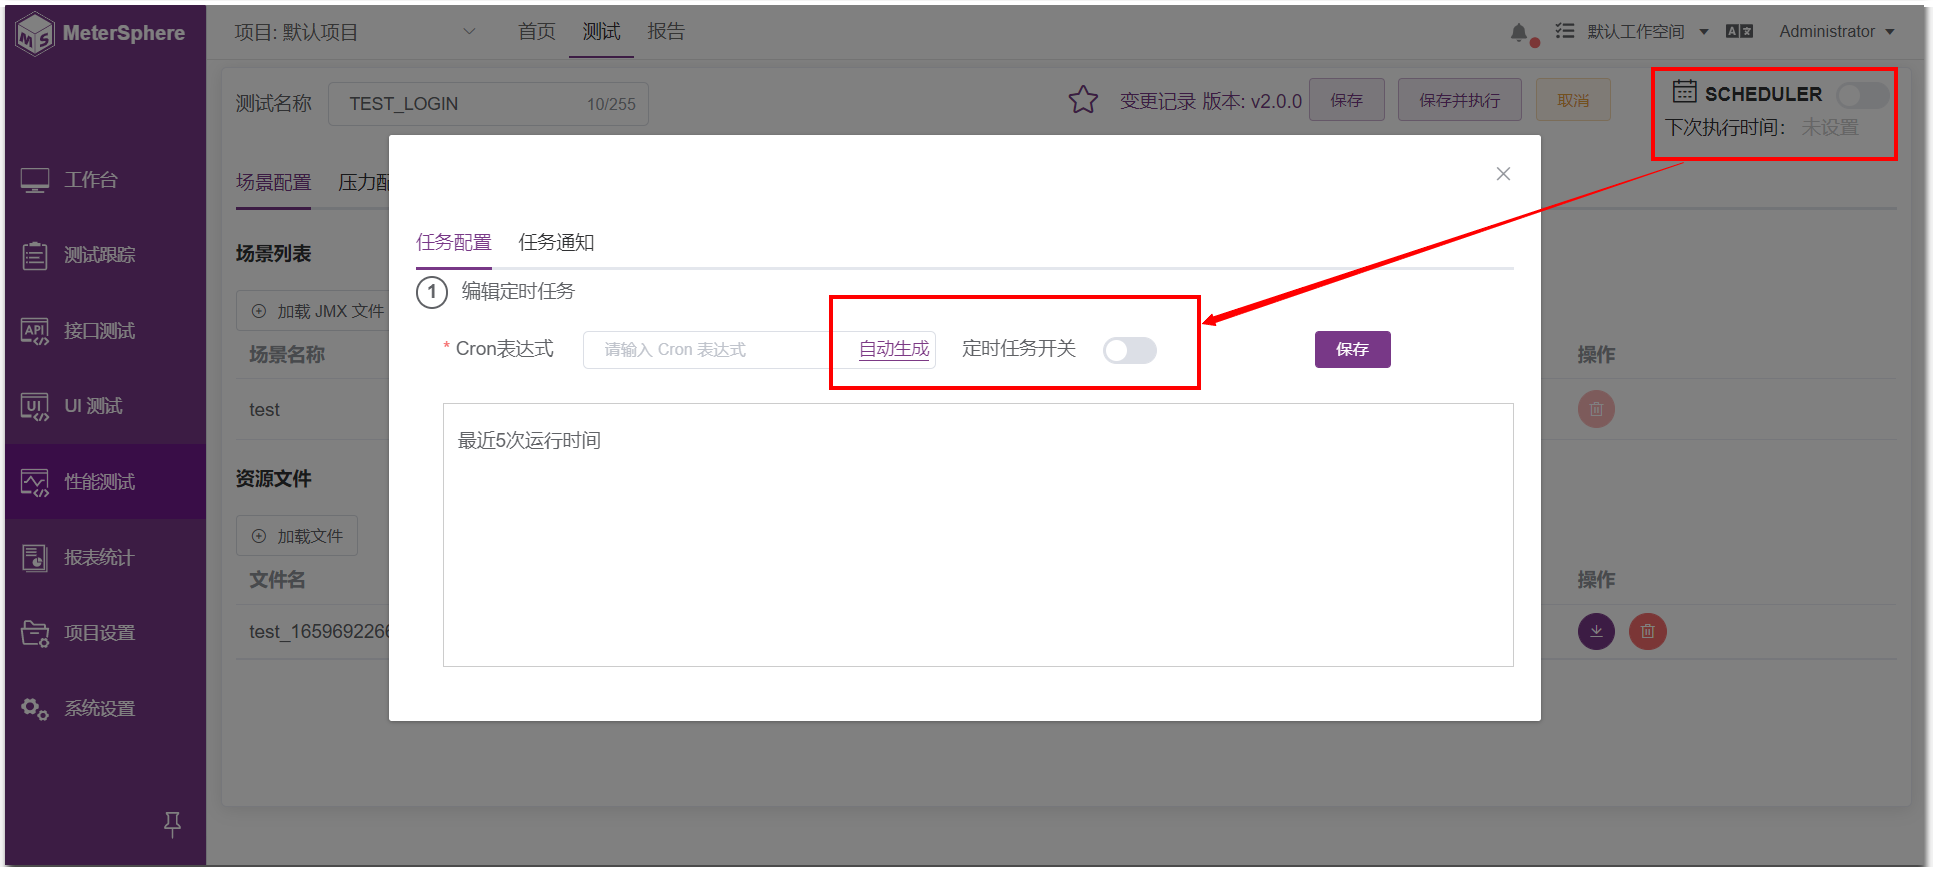 MeterSphere
项目: 默认项目
首页
测试
报告
默认工作空间
Administrator
测试名称
TEST_LOGIN
10/255
变更记录 版本: v2.0.0
保存
保存并执行
取消
SCHEDULER
下次执行时间：
未设置
工作台
测试跟踪
接口测试
UI 测试
性能测试
报表统计
项目设置
系统设置
场景配置
压力配
场景列表
加载 JMX 文件
场景名称
操作
test
资源文件
加载文件
文件名
操作
test_1659692266
任务配置
任务通知
1 编辑定时任务
* Cron表达式
请输入 Cron 表达式
自动生成
定时任务开关
保存
最近5次运行时间